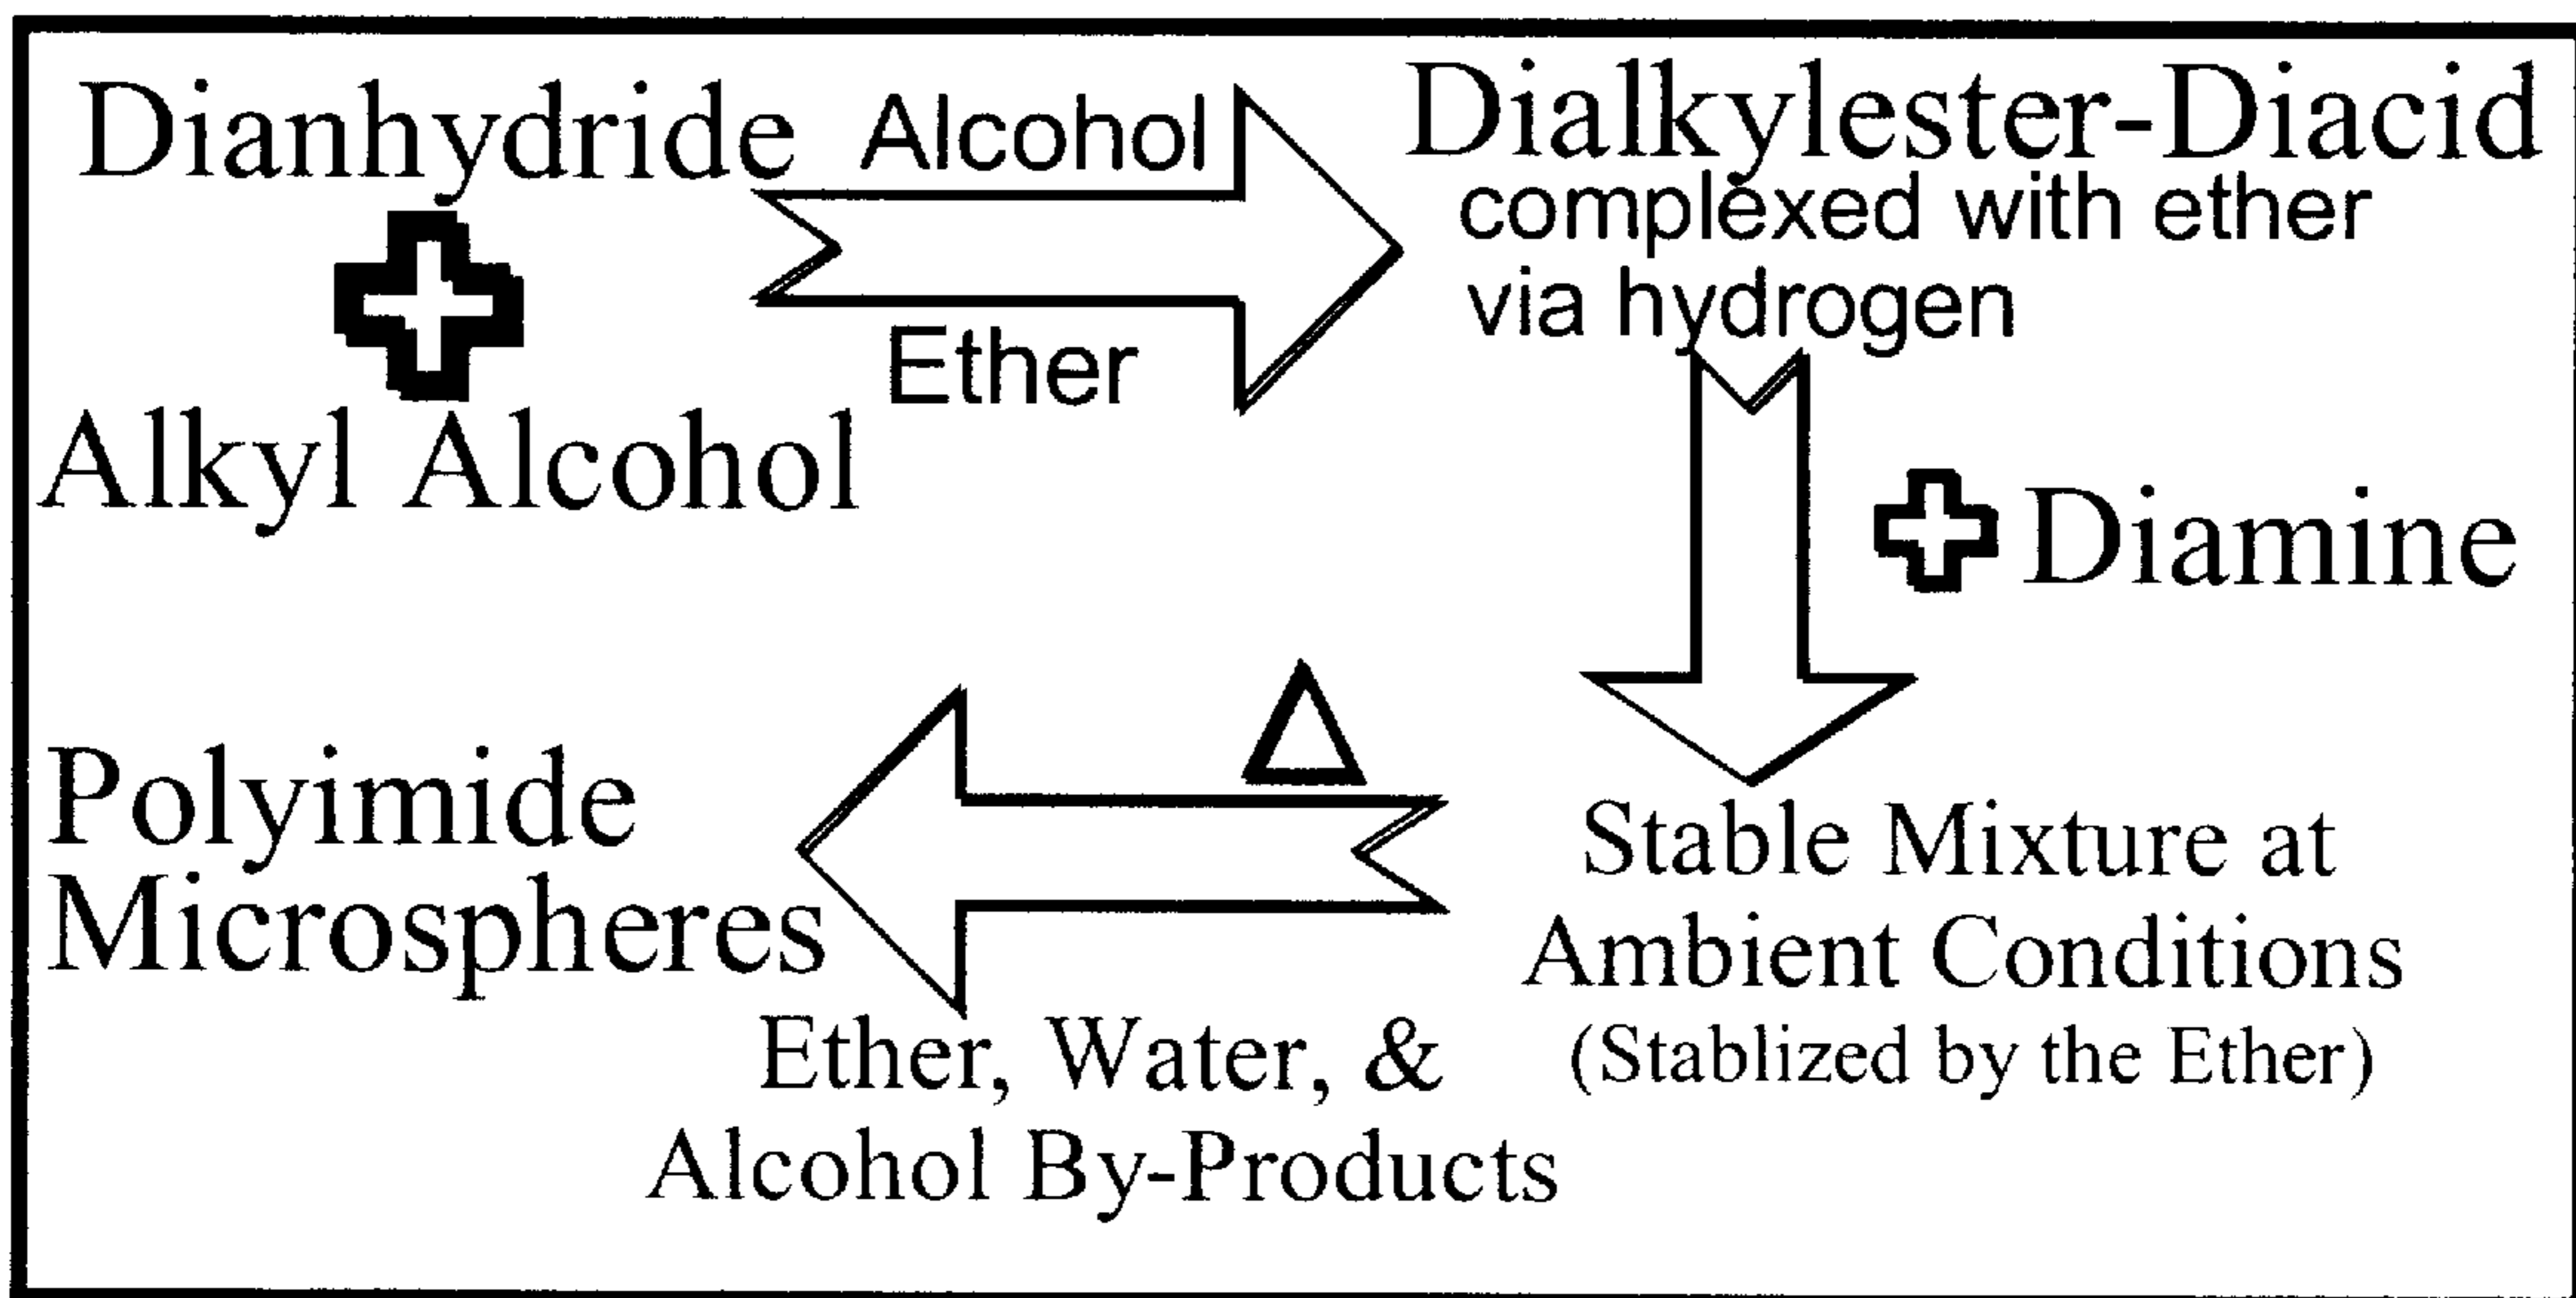 Dianhydride
Alkyl Alcohol
Alcohol
Ether
Dialkylester-Diacid
complexed with ether
via hydrogen
Diamine
Stable Mixture at
Ambient Conditions
(Stablized by the Ether)
Ether, Water, &
Alcohol By-Products
Polyimide
Microspheres